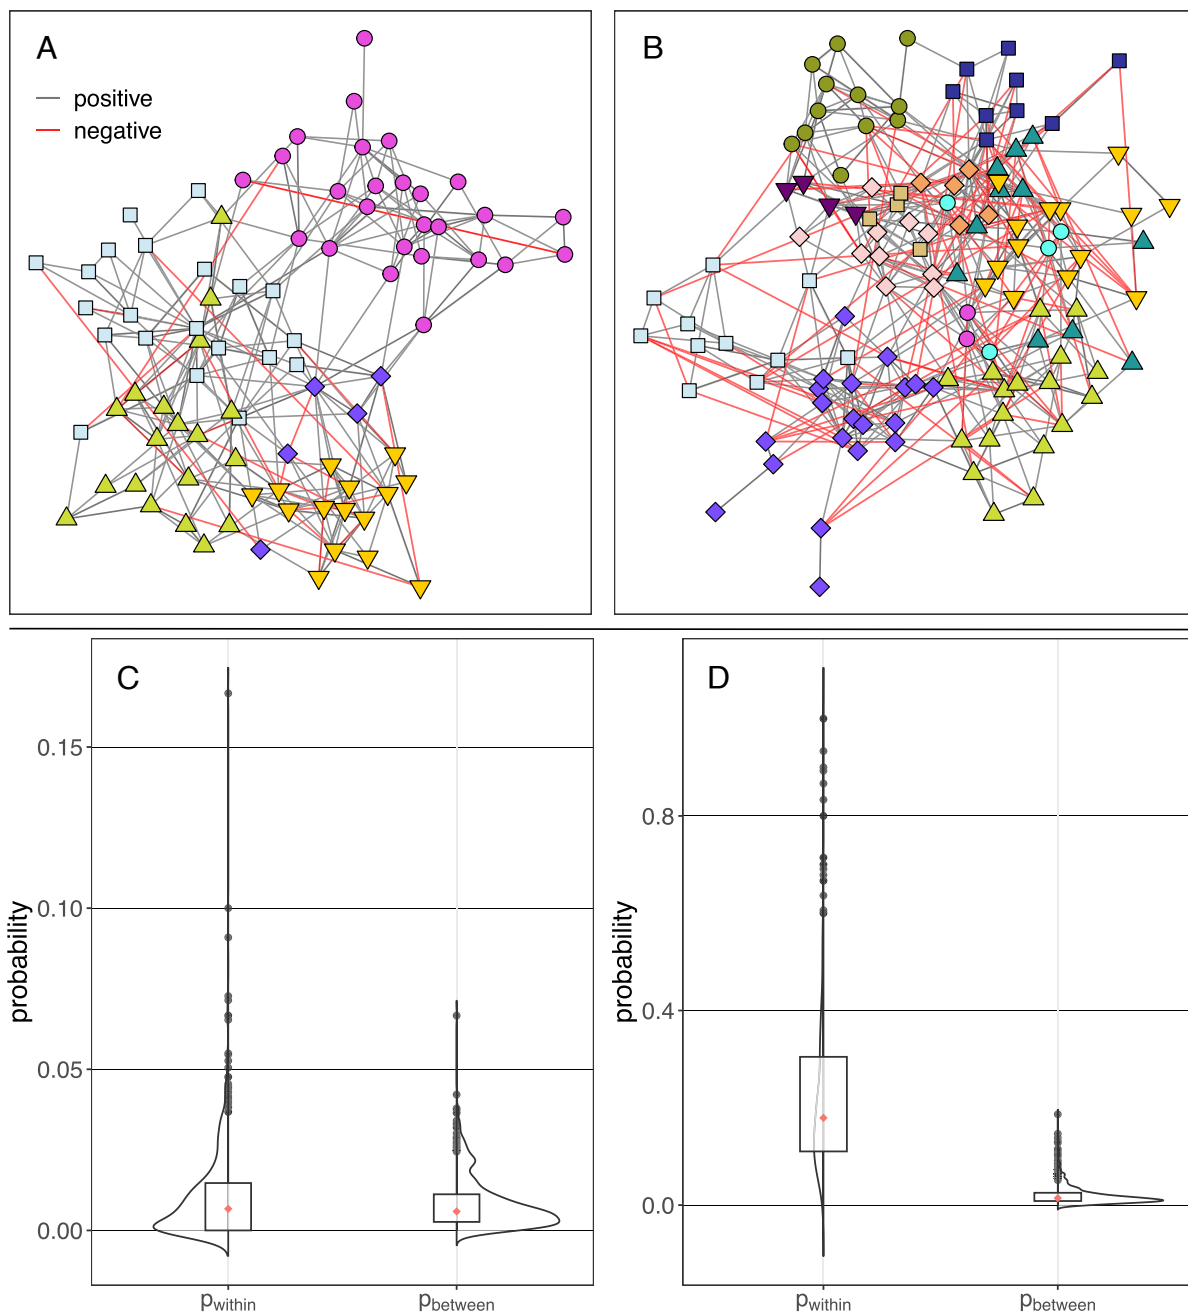 A
positive
negative
B
C
probability
0.15
0.10
0.05
0.00
pwithin
pbetween
D
probability
0.8
0.4
0.0
pwithin
pbetween